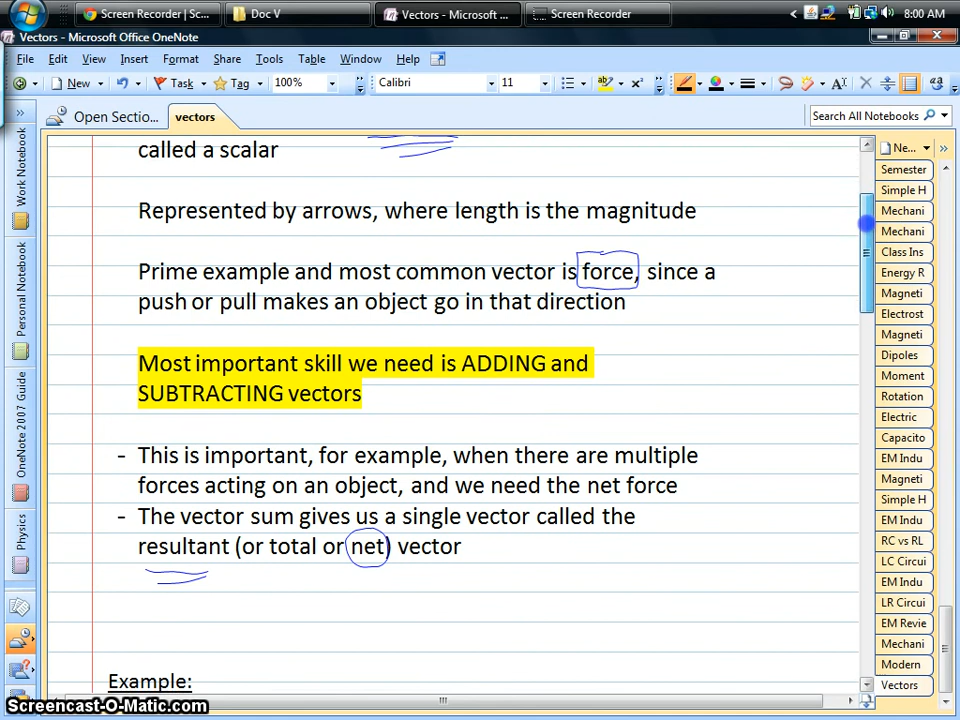 Screen Recorder | Sc...
Doc V
Vectors - Microsoft ...
Screen Recorder
8:00 AM
Vectors - Microsoft Office OneNote
File Edit View Insert Format Share Tools Table Window Help
New Task Tag 100% Calibri 11
Open Sectio... vectors Search All Notebooks
called a scalar
Represented by arrows, where length is the magnitude
Prime example and most common vector is force, since a
push or pull makes an object go in that direction
Most important skill we need is ADDING and
SUBTRACTING vectors
- This is important, for example, when there are multiple
forces acting on an object, and we need the net force
- The vector sum gives us a single vector called the
resultant (or total or net) vector
Example:
Work Notebook
Personal Notebook
OneNote 2007 Guide
Physics
Ne...
Semester
Simple H
Mechani
Mechani
Class Ins
Energy R
Magneti
Electrost
Magneti
Dipoles
Moment
Rotation
Electric
Capacito
EM Indu
Magneti
Simple H
EM Indu
RC vs RL
LC Circui
EM Indu
LR Circui
EM Revie
Mechani
Modern
Vectors
Screencast-O-Matic.com